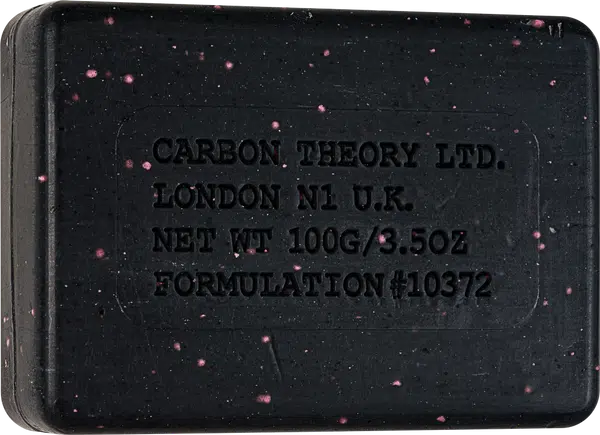 CARBON THEORY LTD.
LONDON N1 U.K.
NET WT 100G/3.5OZ
FORMULATION #10372